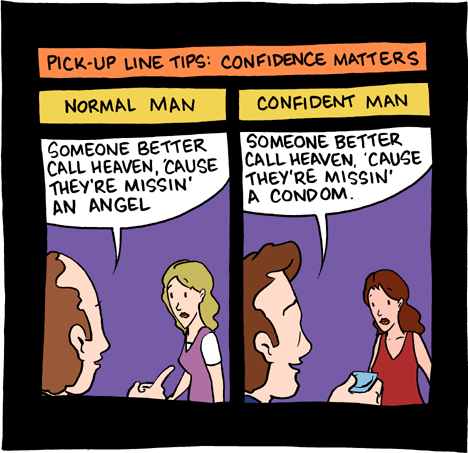 PICK-UP LINE TIPS: CONFIDENCE MATTERS
NORMAL MAN
SOMEONE BETTER
CALL HEAVEN, 'CAUSE
THEY'RE MISSIN'
AN ANGEL
CONFIDENT MAN
SOMEONE BETTER
CALL HEAVEN, 'CAUSE
THEY'RE MISSIN'
A CONDOM.